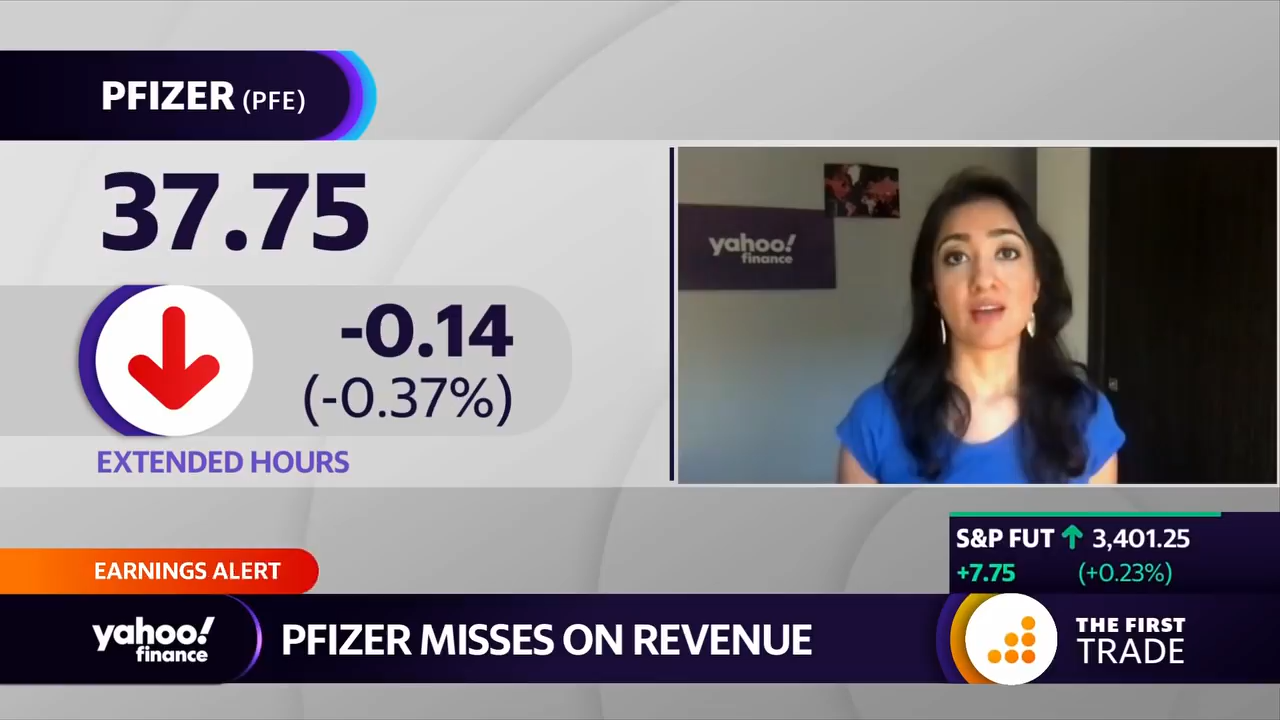 PFIZER (PFE)
37.75
-0.14
(-0.37%)
EXTENDED HOURS
yahoo!
finance
S&P FUT 3,401.25
+7.75 (+0.23%)
EARNINGS ALERT
yahoo!
finance
PFIZER MISSES ON REVENUE
THE FIRST
TRADE